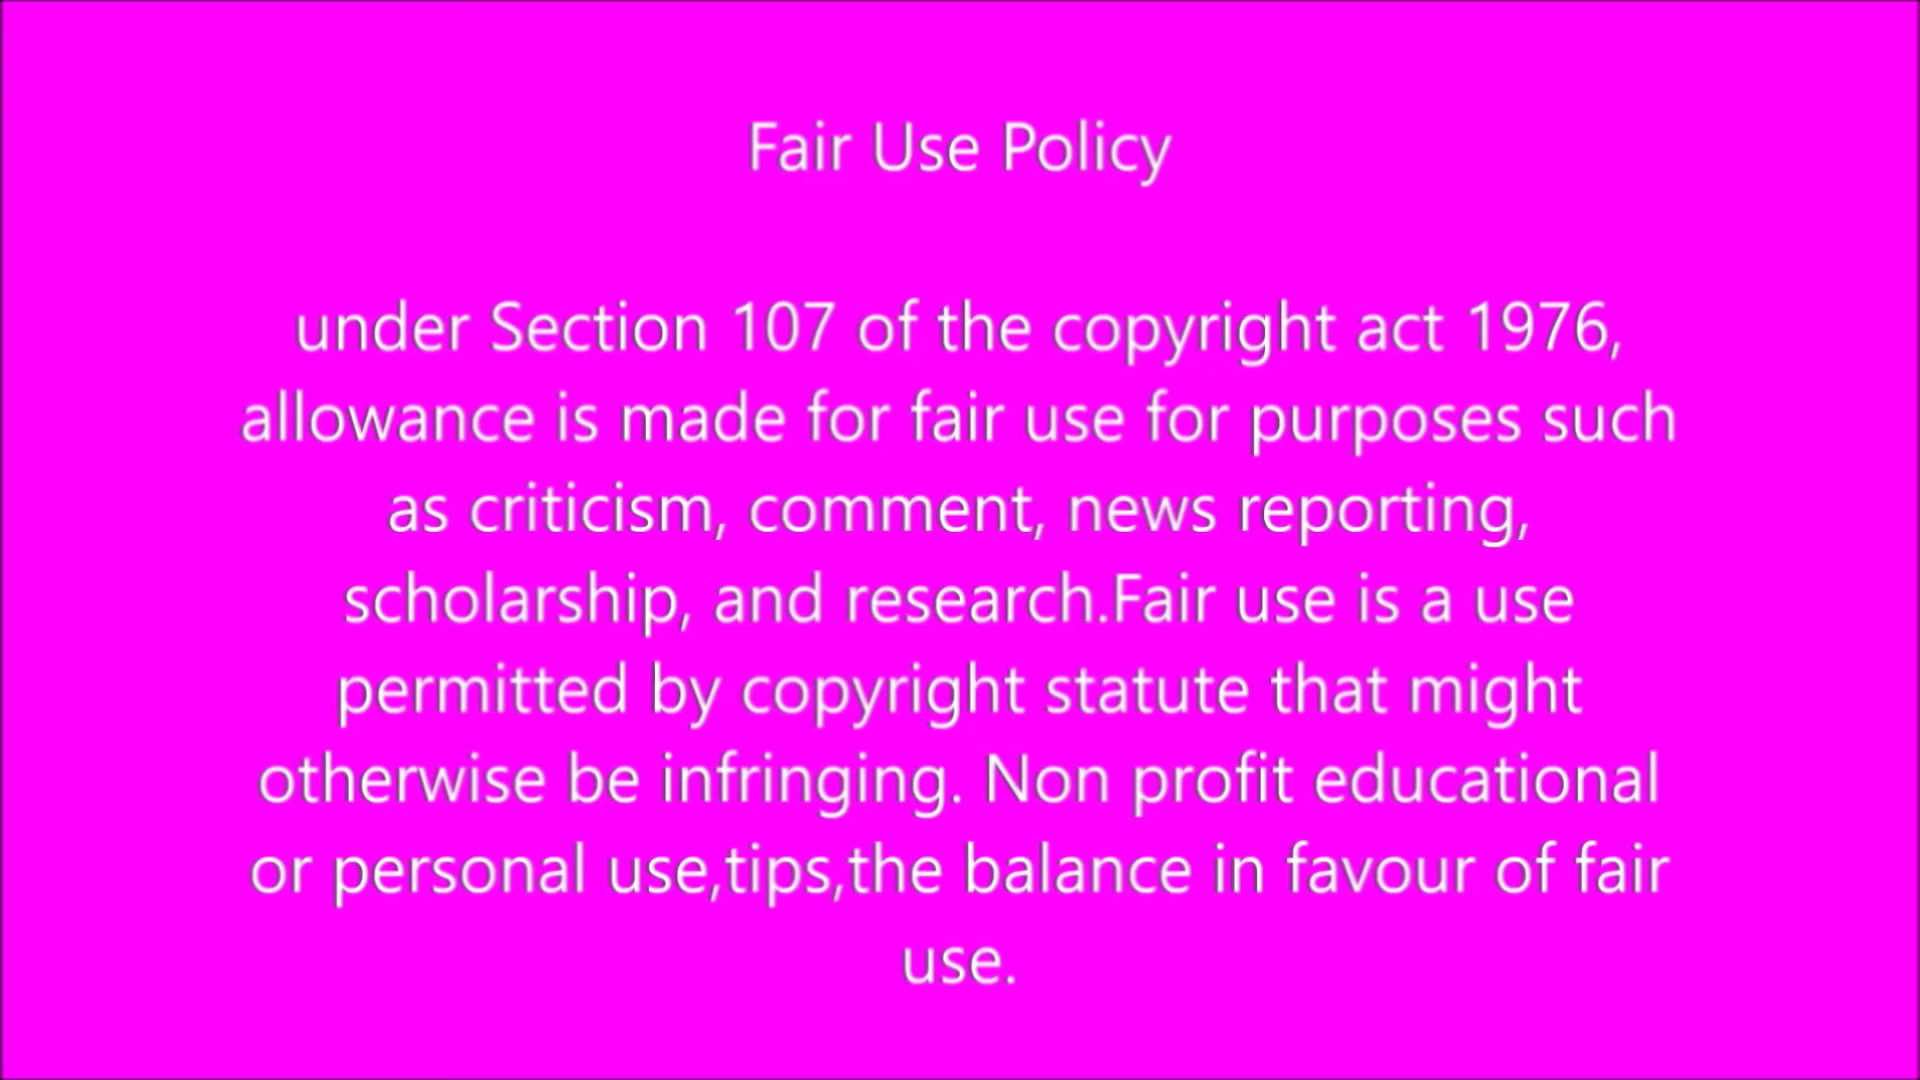 Fair Use Policy
under Section 107 of the copyright act 1976,
allowance is made for fair use for purposes such
as criticism, comment, news reporting,
scholarship, and research.Fair use is a use
permitted by copyright statute that might
otherwise be infringing. Non profit educational
or personal use,tips,the balance in favour of fair
use.